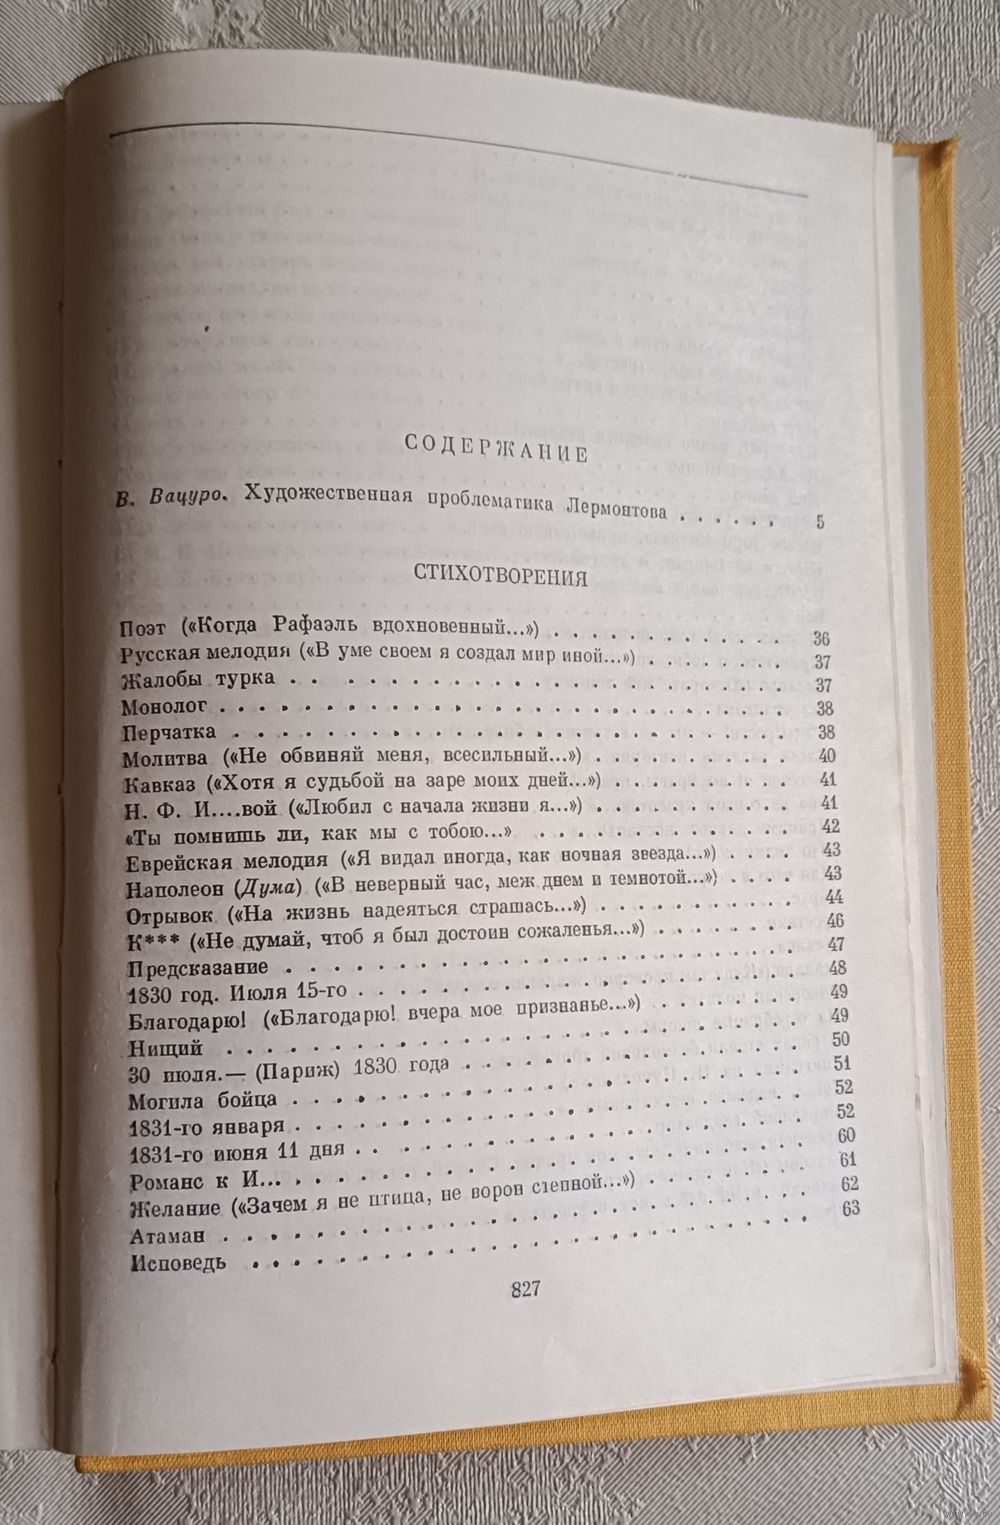 СОДЕРЖАНИЕ
В. Вацуро. Художественная проблематика Лермонтова . . . . . . 5
СТИХОТВОРЕНИЯ
Поэт («Когда Рафаэль вдохновенный...») . . . . . . . . . . . . . 36
Русская мелодия («В уме своем я создал мир иной...») . . . . . . . 37
Жалобы турка . . . . . . . . . . . . . . . . . . . 37
Монолог . . . . . . . . . . . . . . . . . . . . . 38
Перчатка . . . . . . . . . . . . . . . . . . . . . 38
Молитва («Не обвиняй меня, всесильный...») . . . . . . . . . . 40
Кавказ («Хотя я судьбой на заре моих дней...») . . . . . . . . . 41
Н. Ф. И....вой («Любил с начала жизни я...») . . . . . . . . . . 41
«Ты помнишь ли, как мы с тобою...» . . . . . . . . . . . . . 42
Еврейская мелодия («Я видал иногда, как ночная звезда...») . . . . 43
Наполеон (Дума) («В неверный час, меж днем и темнотой...») . . . . 43
Отрывок («На жизнь надеяться страшась...») . . . . . . . . . . 44
К*** («Не думай, чтоб я был достоин сожаленья...») . . . . . . . 46
Предсказание . . . . . . . . . . . . . . . . . . . 47
1830 год. Июля 15-го . . . . . . . . . . . . . . . . . 48
Благодарю! («Благодарю! вчера мое признанье...») . . . . . . . 49
Нищий . . . . . . . . . . . . . . . . . . . . . 49
30 июля.— (Париж) 1830 года . . . . . . . . . . . . . . 50
Могила бойца . . . . . . . . . . . . . . . . . . . 51
1831-го января . . . . . . . . . . . . . . . . . . . 52
1831-го июня 11 дня . . . . . . . . . . . . . . . . . 52
Романс к И... . . . . . . . . . . . . . . . . . . . 60
Желание («Зачем я не птица, не ворон степной...») . . . . . . . 61
Атаман . . . . . . . . . . . . . . . . . . . . . 62
Исповедь . . . . . . . . . . . . . . . . . . . . 63
827